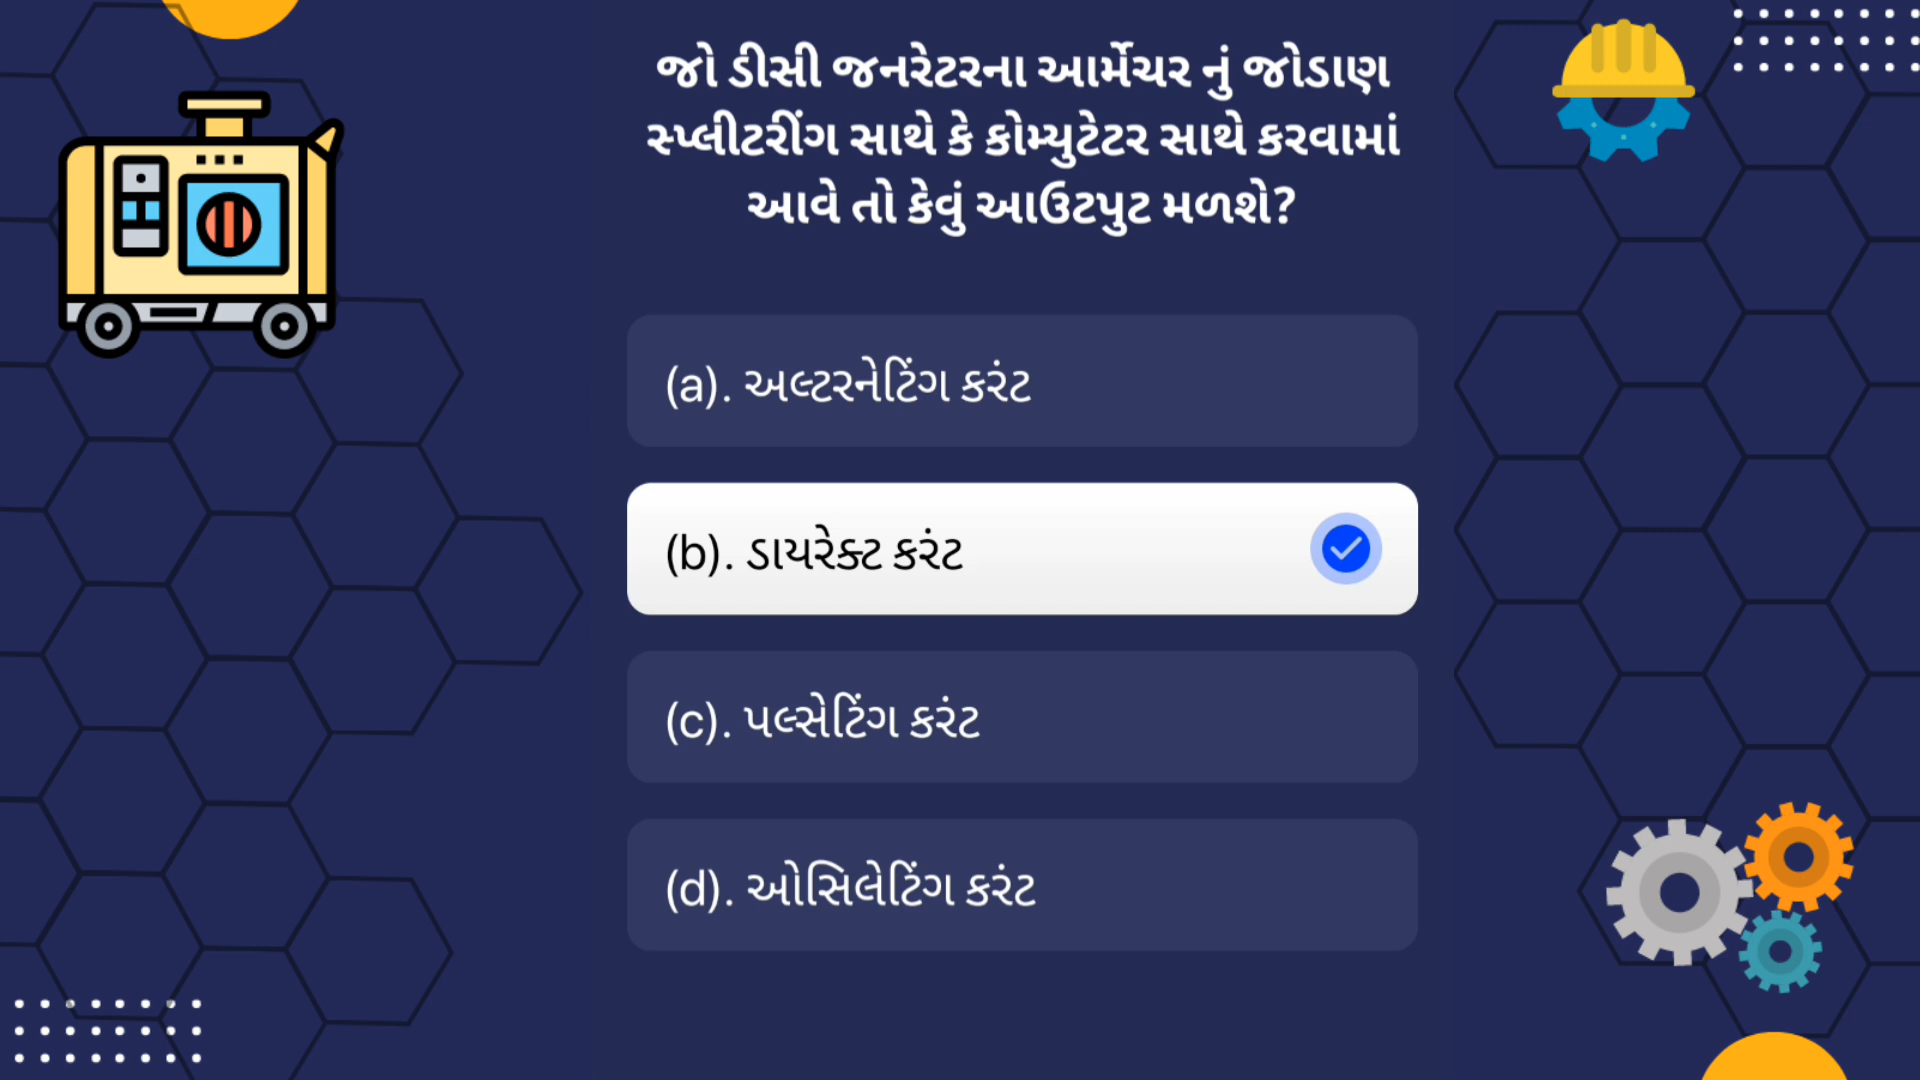 જો ડીસી જનરેટરના આર્મેચર નું જોડાણ
સ્પ્લીટરીંગ સાથે કે કોમ્યુટેટર સાથે કરવામાં
આવે તો કેવું આઉટપુટ મળશે?
(a). અલ્ટરનેટિંગ કરંટ
(b). ડાયરેક્ટ કરંટ
(c). પલ્સેટિંગ કરંટ
(d). ઓસિલેટિંગ કરંટ